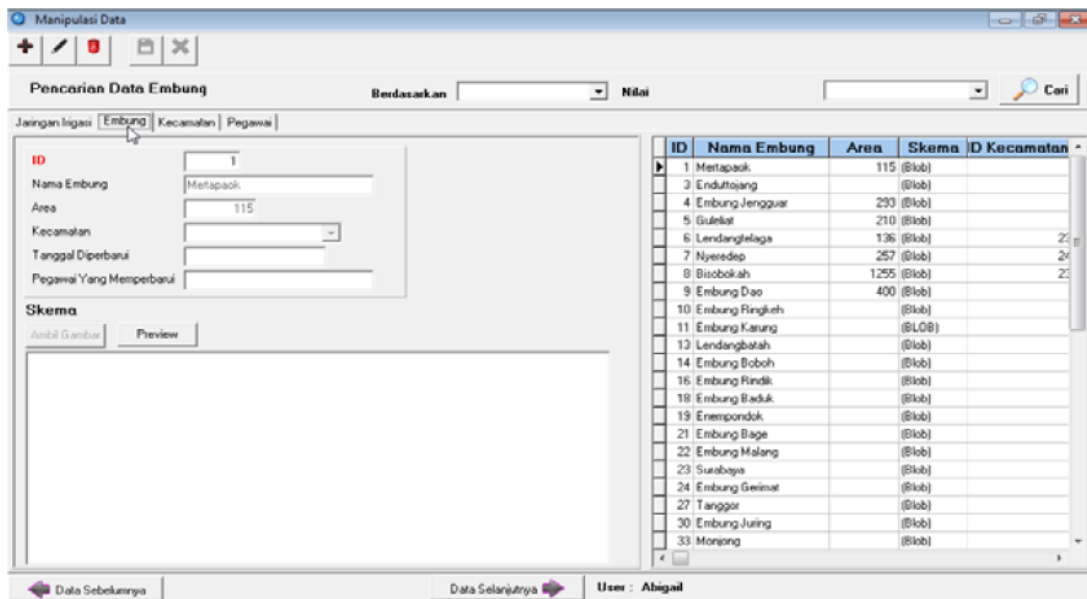 Manipulasi Data
Pencarian Data Embung Berdasarkan Nilai Cari
Jaringan Irigasi Embung Kecamatan Pegawai
ID 1
Nama Embung Mertapaok
Area 115
Kecamatan
Tanggal Diperbarui
Pegawai Yang Memperbarui
Skema
Ambil Gambar Preview
ID Nama Embung Area Skema ID Kecamatan
1 Mertapaok 115 (Blob)
3 Enduttojang (Blob)
4 Embung Jengguar 293 (Blob)
5 Guleliat 210 (Blob)
6 Lendangtelaga 136 (Blob) 23
7 Nyeredep 257 (Blob) 24
8 Bisobokah 1255 (Blob) 23
9 Embung Dao 400 (Blob)
10 Embung Ringkeh (Blob)
11 Embung Karung (BLOB)
13 Lendangbatah (Blob)
14 Embung Boboh (Blob)
16 Embung Rindik (Blob)
18 Embung Baduk (Blob)
19 Enempondok (Blob)
21 Embung Bage (Blob)
22 Embung Malang (Blob)
23 Surabaya (Blob)
24 Embung Gerimat (Blob)
27 Tanggor (Blob)
30 Embung Juring (Blob)
33 Monjong (Blob)
Data Sebelumnya Data Selanjutnya User : Abigail